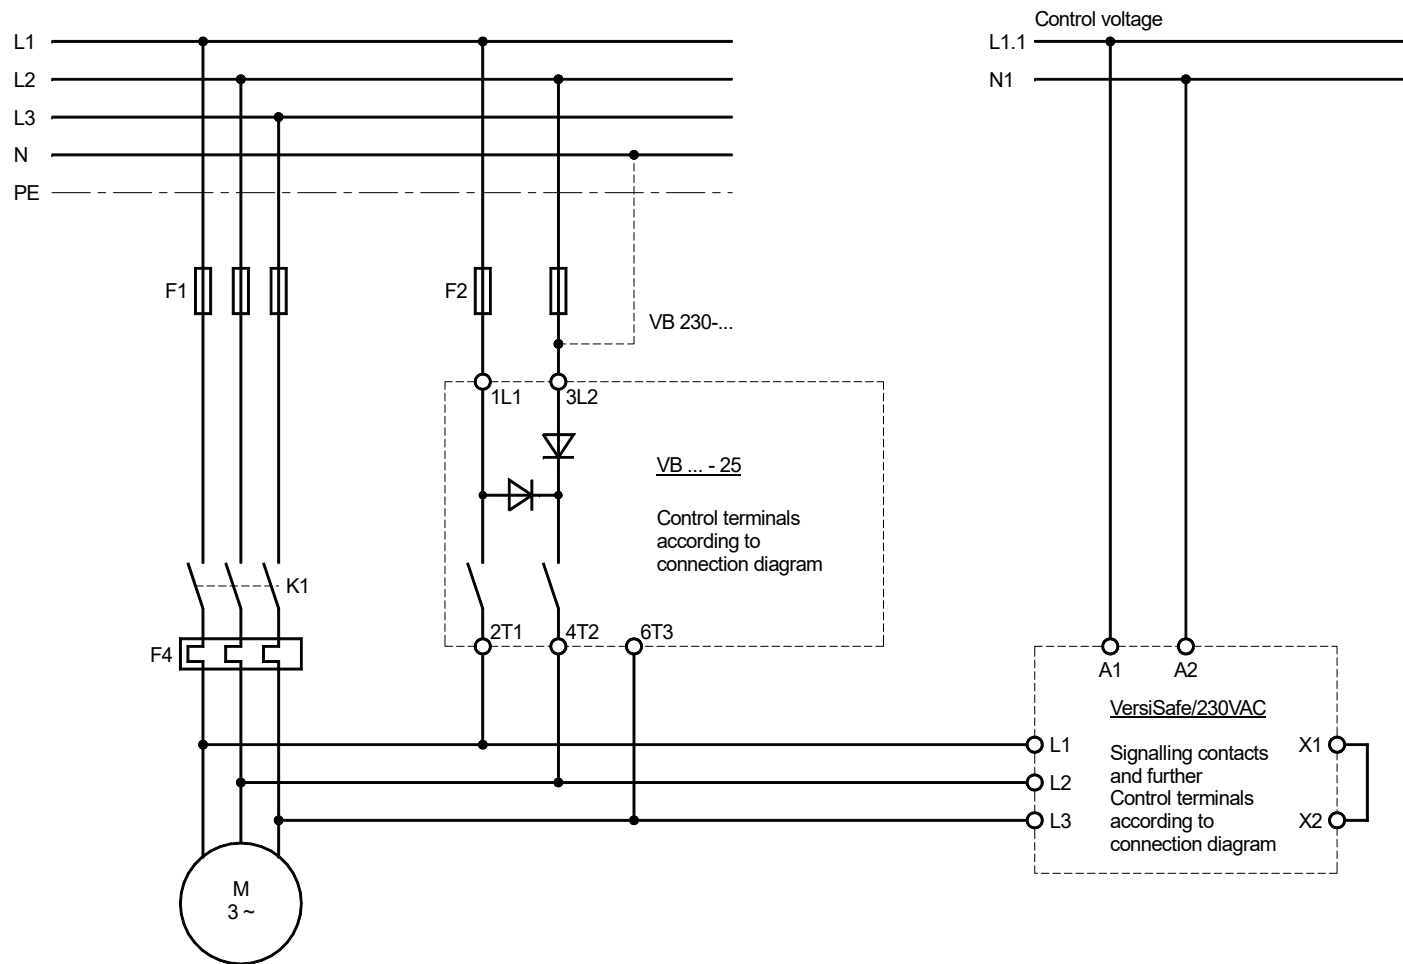 Control voltage
L1
L1.1
L2
N1
L3
N
PE
F1
F2
VB 230-...
1L1
3L2
VB ... - 25
Control terminals
according to
connection diagram
K1
2T1
4T2
6T3
F4
A1
A2
VersiSafe/230VAC
L1
Signalling contacts
X1
and further
L2
Control terminals
L3
according to
X2
connection diagram
M
3 ~